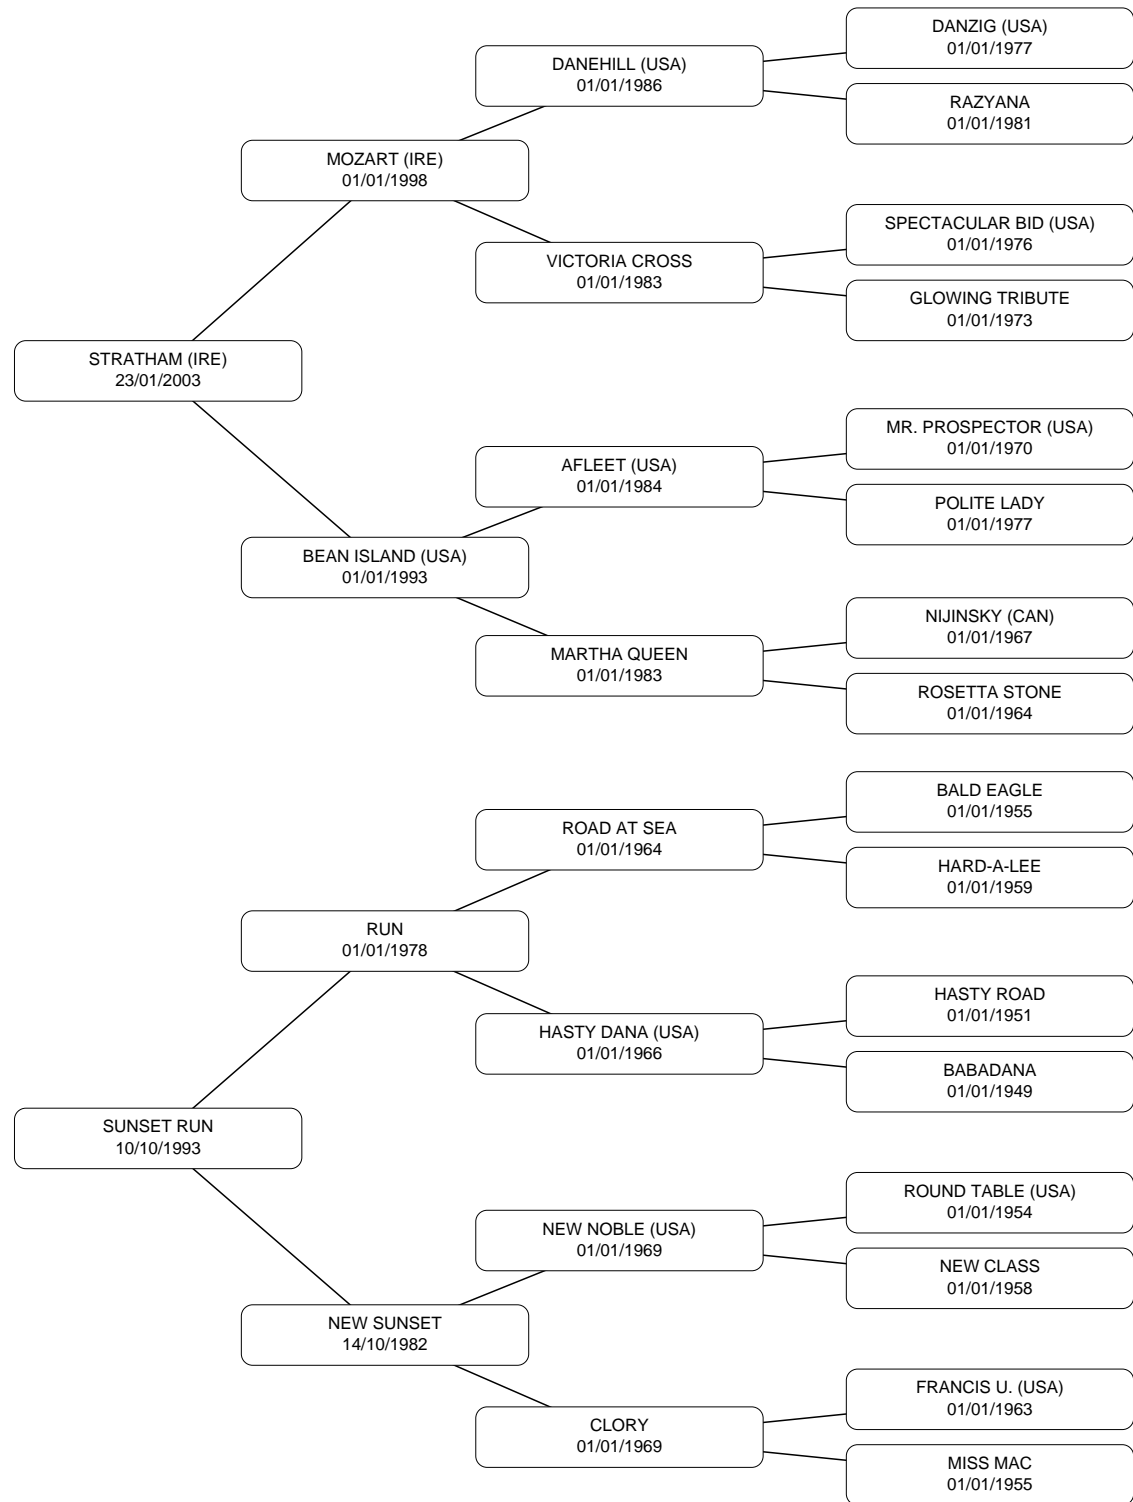 DANZIG (USA)
01/01/1977
DANEHILL (USA)
01/01/1986
RAZYANA
01/01/1981
MOZART (IRE)
01/01/1998
SPECTACULAR BID (USA)
01/01/1976
VICTORIA CROSS
01/01/1983
GLOWING TRIBUTE
01/01/1973
STRATHAM (IRE)
23/01/2003
MR. PROSPECTOR (USA)
01/01/1970
AFLEET (USA)
01/01/1984
POLITE LADY
01/01/1977
BEAN ISLAND (USA)
01/01/1993
NIJINSKY (CAN)
01/01/1967
MARTHA QUEEN
01/01/1983
ROSETTA STONE
01/01/1964
BALD EAGLE
01/01/1955
ROAD AT SEA
01/01/1964
HARD-A-LEE
01/01/1959
RUN
01/01/1978
HASTY ROAD
01/01/1951
HASTY DANA (USA)
01/01/1966
BABADANA
01/01/1949
SUNSET RUN
10/10/1993
ROUND TABLE (USA)
01/01/1954
NEW NOBLE (USA)
01/01/1969
NEW CLASS
01/01/1958
NEW SUNSET
14/10/1982
FRANCIS U. (USA)
01/01/1963
CLORY
01/01/1969
MISS MAC
01/01/1955